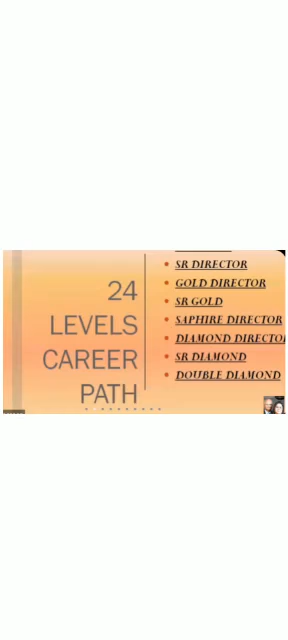 24
LEVELS
CAREER
PATH
SR DIRECTOR
GOLD DIRECTOR
SR GOLD
SAPHIRE DIRECTOR
DIAMOND DIRECTO
SR DIAMOND
DOUBLE DIAMOND